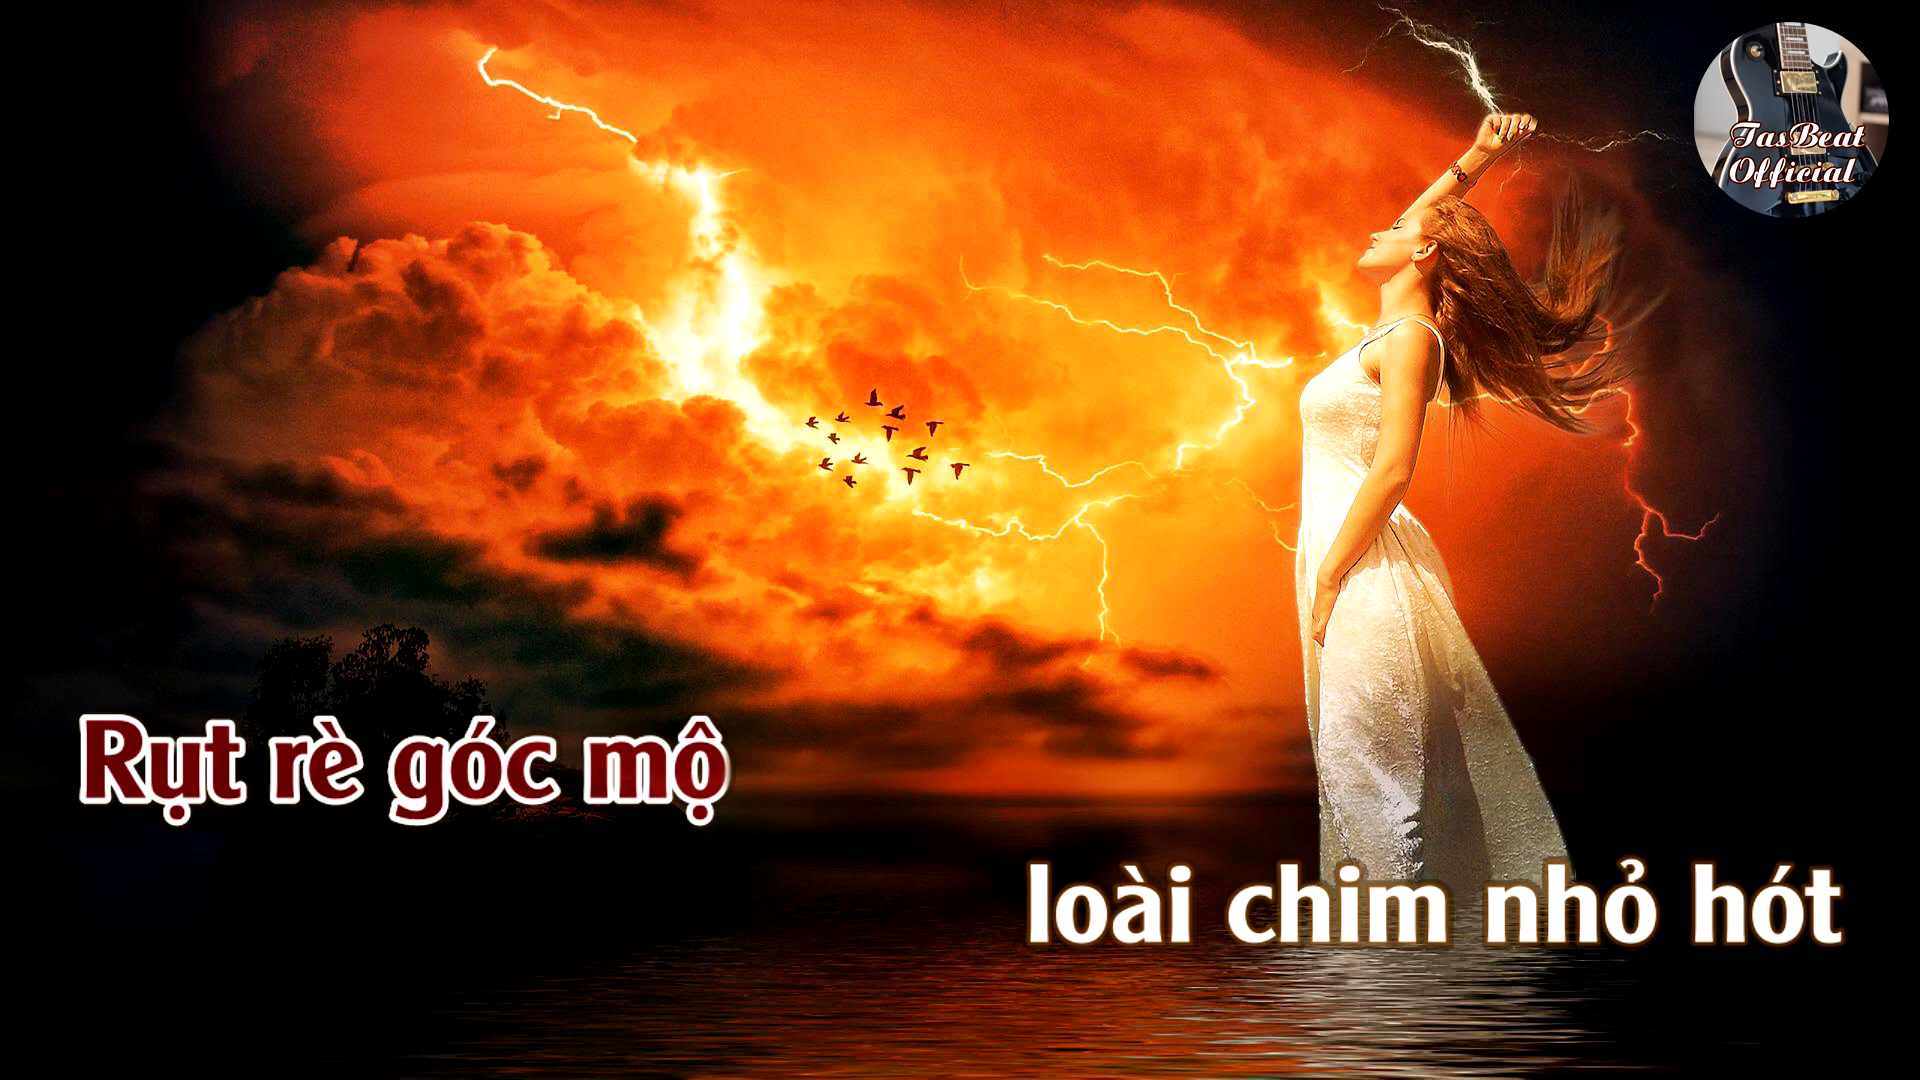 TasBeat
Official
Rụt rè góc mộ
loài chim nhỏ hót